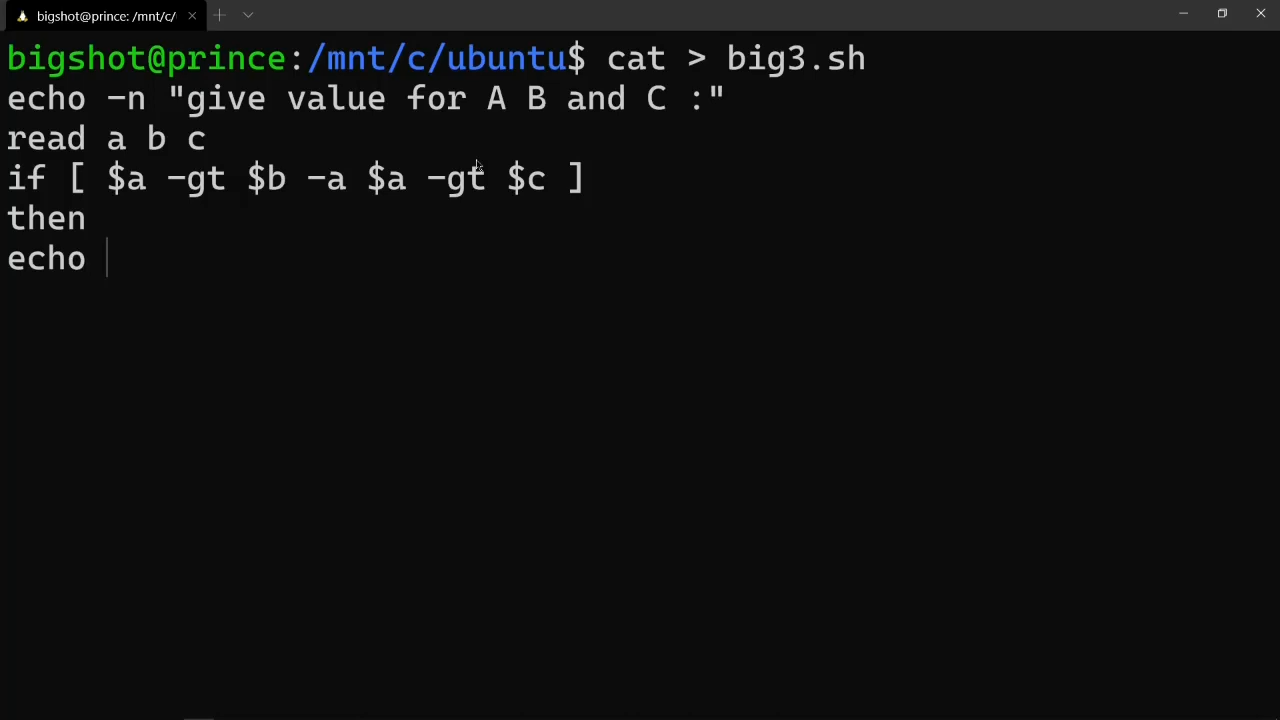 bigshot@prince: /mnt/c/
bigshot@prince:/mnt/c/ubuntu$ cat > big3.sh
echo -n "give value for A B and C :"
read a b c
if [ $a -gt $b -a $a -gt $c ]
then
echo